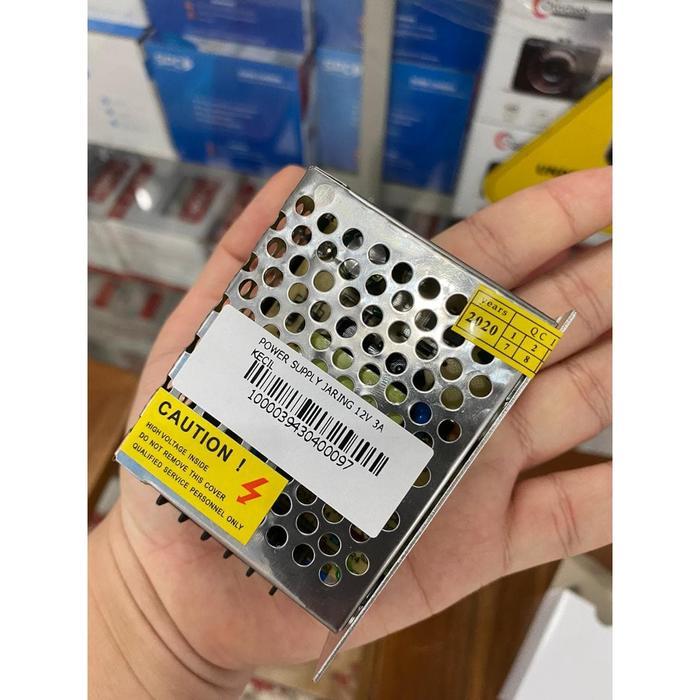 POWER SUPPLY JARING 12V 3A
KECIL
1000039430400097
CAUTION !
HIGH VOLTAGE INSIDE
DO NOT REMOVE THIS COVER
QUALIFIED SERVICE PERSONNEL ONLY
years
QC
2020
1 2
7 8